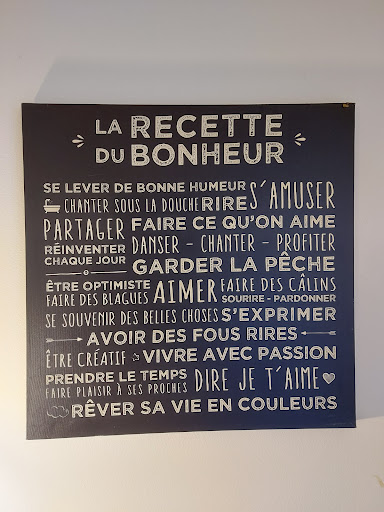 LA RECETTE
DU BONHEUR
SE LEVER DE BONNE HUMEUR
CHANTER SOUS LA DOUCHE RIRE S'AMUSER
PARTAGER FAIRE CE QU'ON AIME
RÉINVENTER CHAQUE JOUR DANSER - CHANTER - PROFITER
GARDER LA PÊCHE
ÊTRE OPTIMISTE AIMER FAIRE DES CÂLINS
FAIRE DES BLAGUES SOURIRE - PARDONNER
SE SOUVENIR DES BELLES CHOSES S'EXPRIMER
AVOIR DES FOUS RIRES
ÊTRE CRÉATIF VIVRE AVEC PASSION
PRENDRE LE TEMPS DIRE JE T'AIME
FAIRE PLAISIR À SES PROCHES
RÊVER SA VIE EN COULEURS